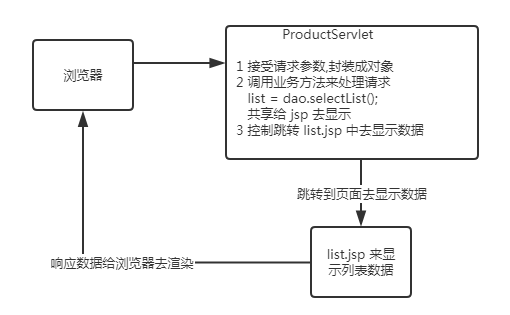 浏览器
ProductServlet
1 接受请求参数,封装成对象
2 调用业务方法来处理请求
list = dao.selectList();
共享给 jsp 去显示
3 控制跳转 list.jsp 中去显示数据
跳转到页面去显示数据
list.jsp 来显
示列表数据
响应数据给浏览器去渲染